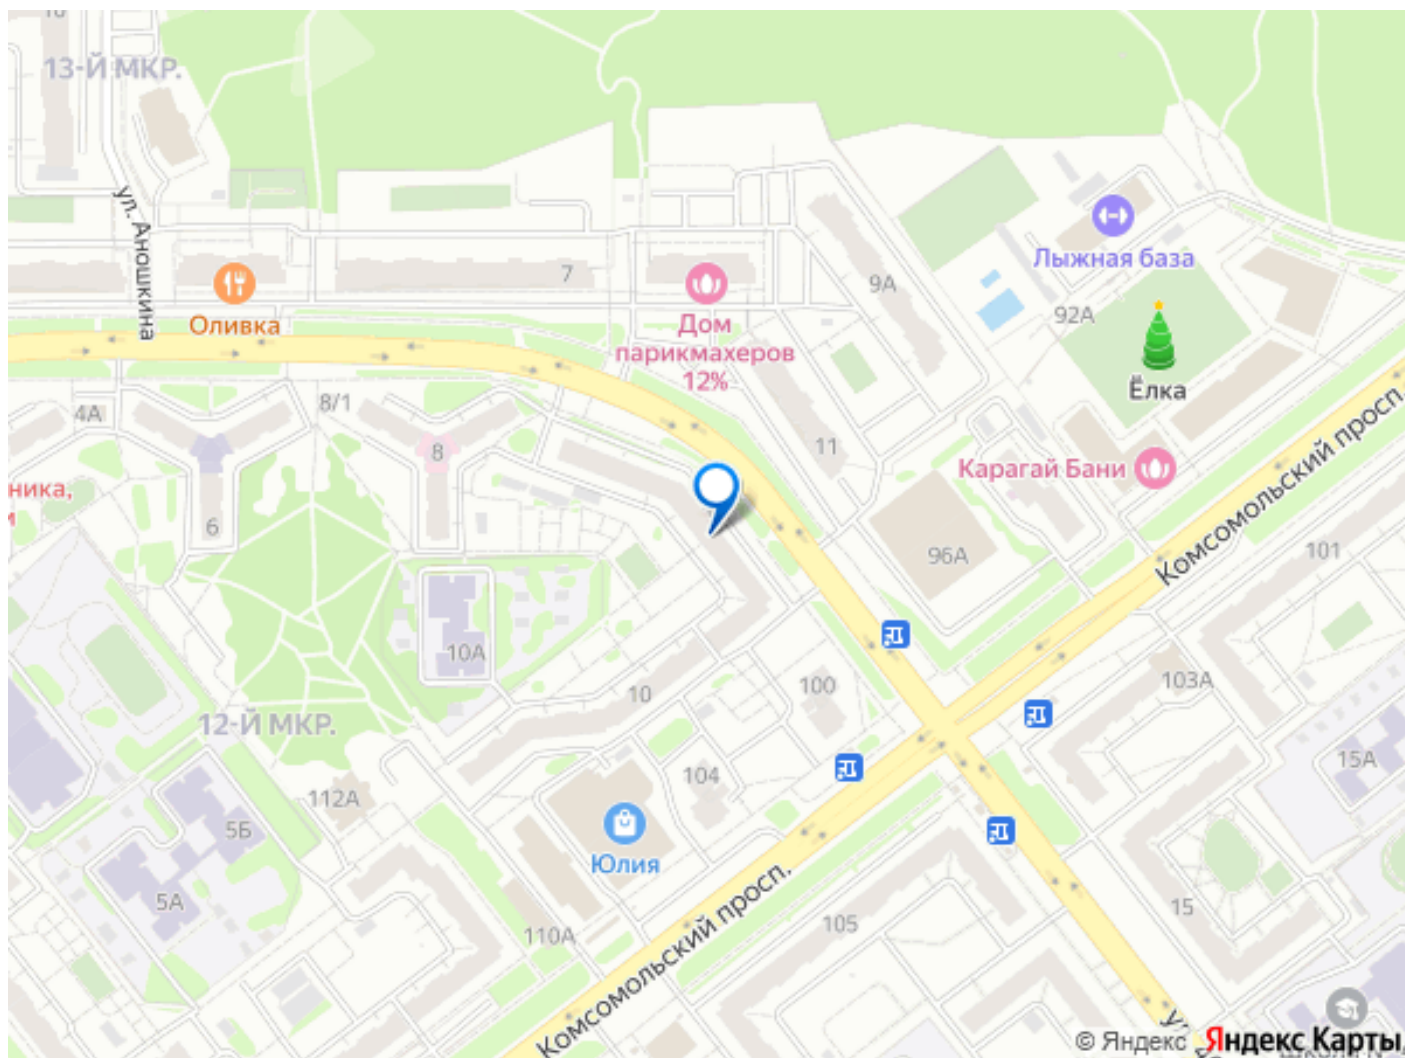 13-Й МКР.
ул. Аношкина
7
9А
Лыжная база
92А
Оливка
Дом
парикмахеров
12%
Ёлка
4А
8/1
8
11
Карагай Бани
Комсомольский просп.
ника,
и
6
96А
101
10А
10
100
103А
12-Й МКР.
104
15А
112А
5Б
Юлия
5А
110А
105
15
Комсомольский просп.
© Яндекс Яндекс Карты